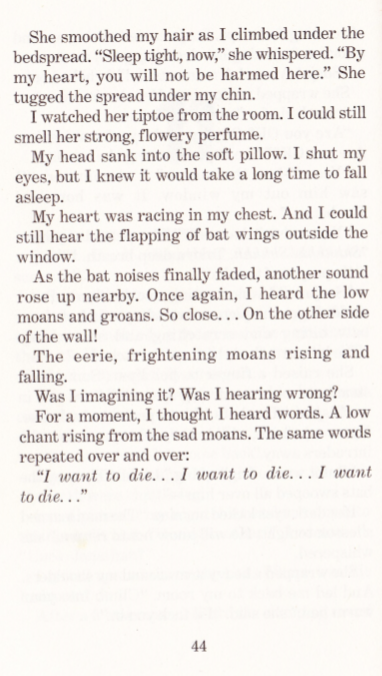 She smoothed my hair as I climbed under the
bedspread. “Sleep tight, now,” she whispered. “By
my heart, you will not be harmed here.” She
tugged the spread under my chin.
I watched her tiptoe from the room. I could still
smell her strong, flowery perfume.
My head sank into the soft pillow. I shut my
eyes, but I knew it would take a long time to fall
asleep.
My heart was racing in my chest. And I could
still hear the flapping of bat wings outside the
window.
As the bat noises finally faded, another sound
rose up nearby. Once again, I heard the low
moans and groans. So close. . . On the other side
of the wall!
The eerie, frightening moans rising and
falling.
Was I imagining it? Was I hearing wrong?
For a moment, I thought I heard words. A low
chant rising from the sad moans. The same words
repeated over and over:
“I want to die. . . I want to die. . . I want
to die. . .”
44